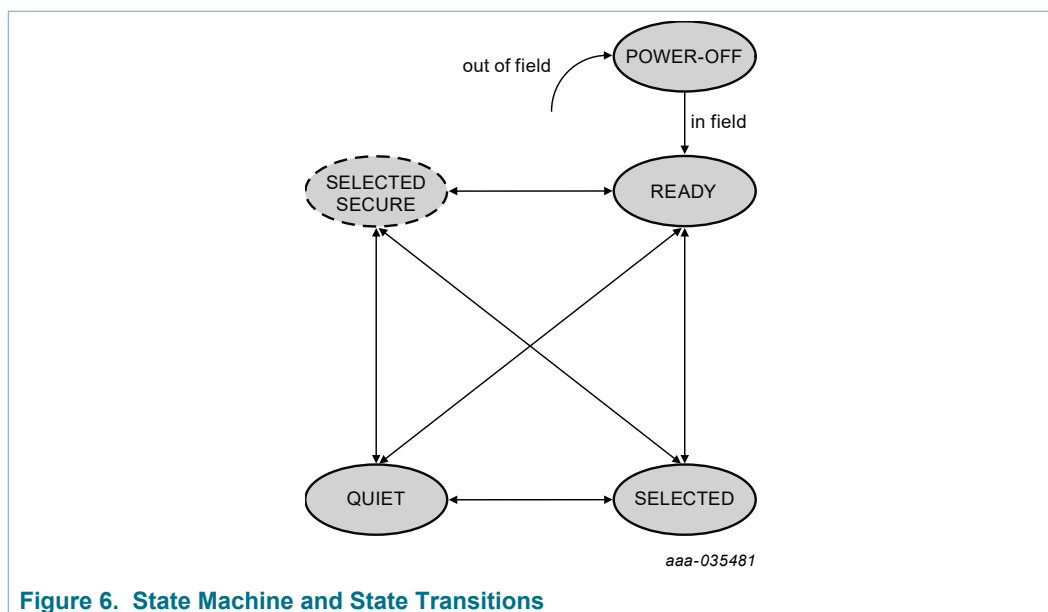 POWER-OFF
out of field
in field
SELECTED
SECURE
READY
QUIET
SELECTED
aaa-035481
Figure 6. State Machine and State Transitions